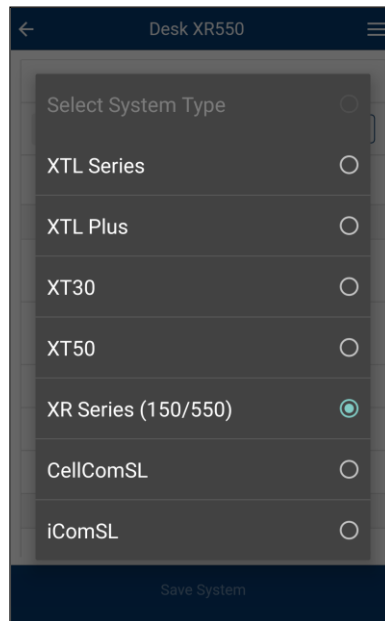 Desk XR550
Select System Type
XTL Series
XTL Plus
XT30
XT50
XR Series (150/550)
CellComSL
iComSL
Save System